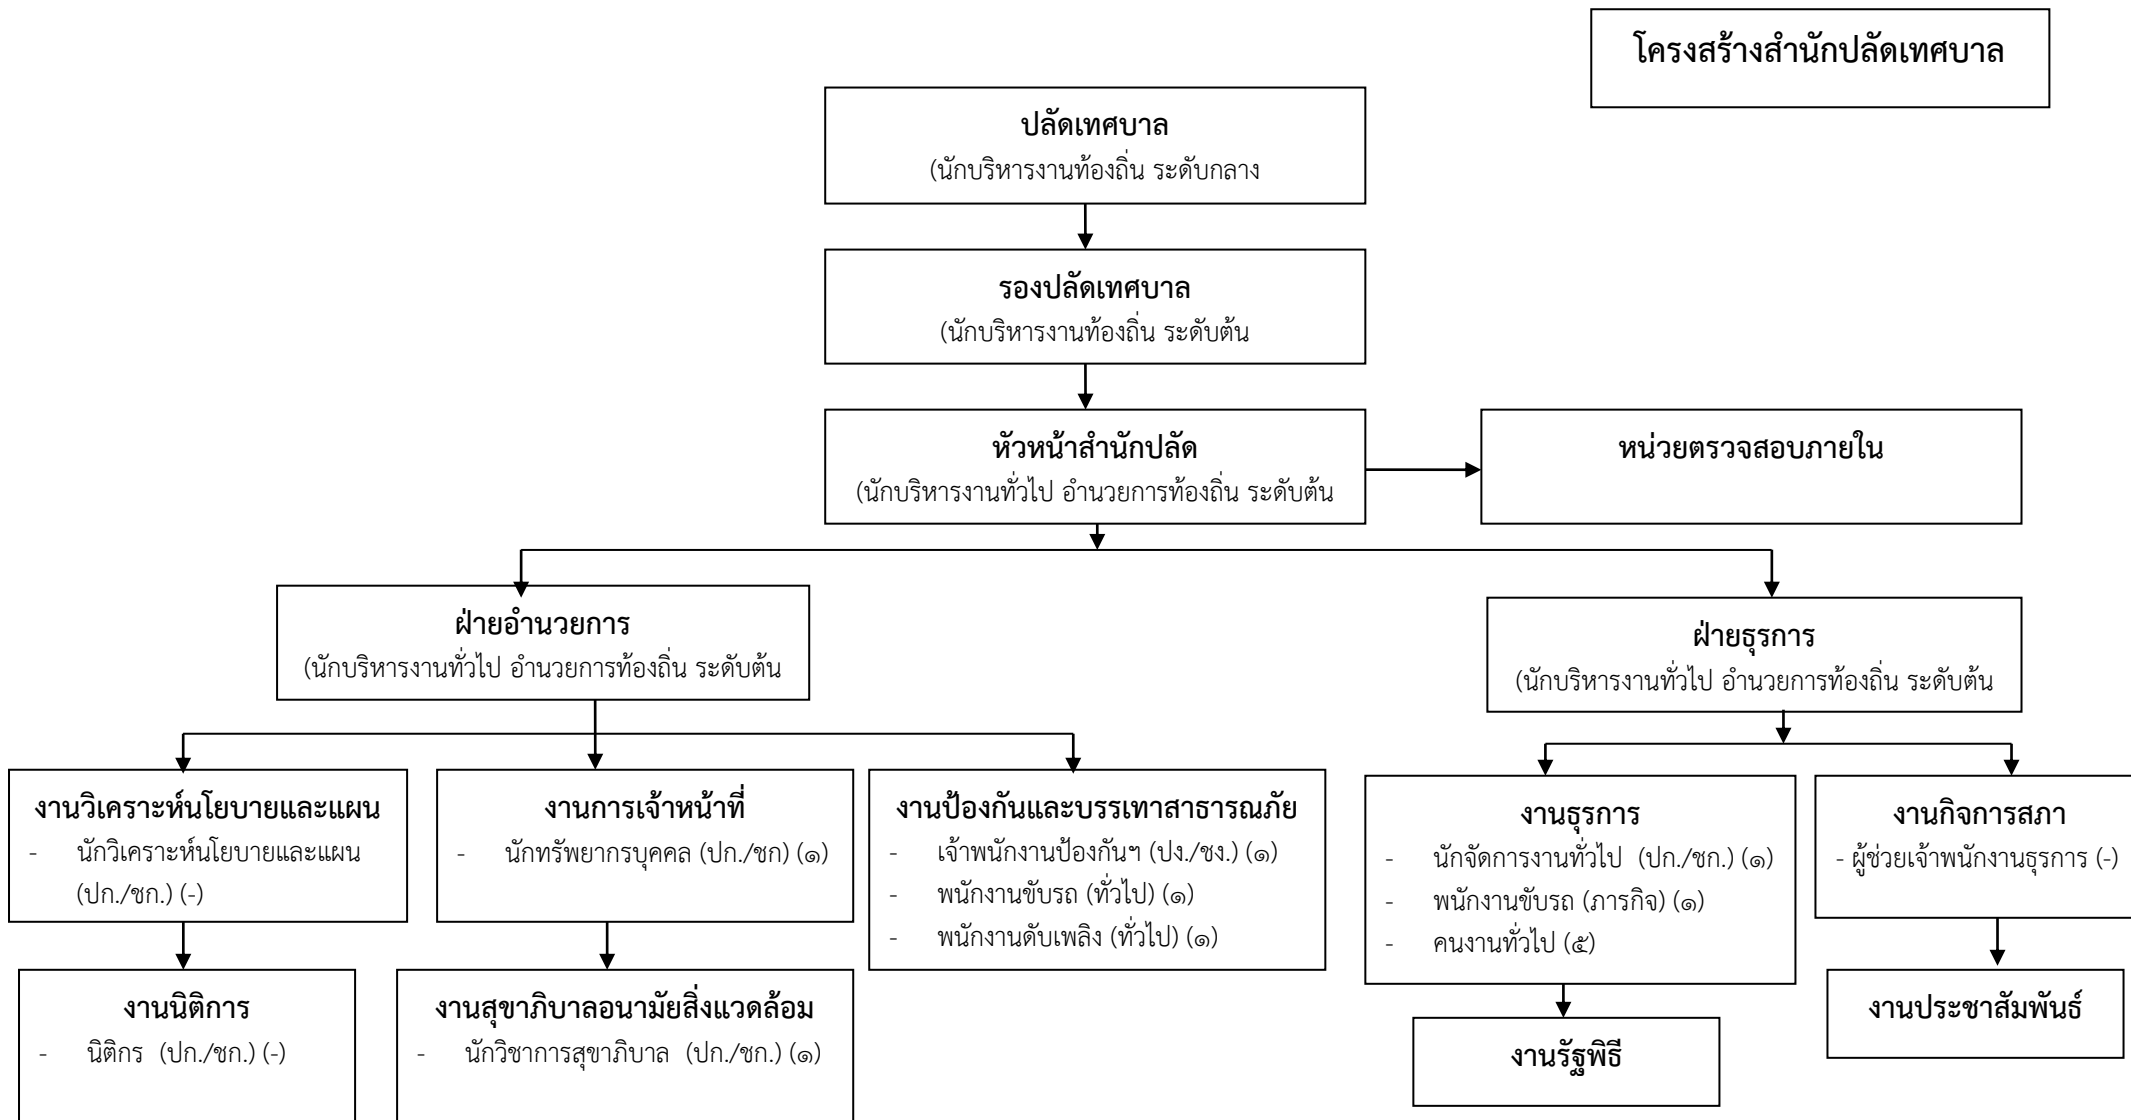 โครงสร้างสำนักปลัดเทศบาล
ปลัดเทศบาล
(นักบริหารงานท้องถิ่น ระดับกลาง
รองปลัดเทศบาล
(นักบริหารงานท้องถิ่น ระดับต้น
หัวหน้าสำนักปลัด
(นักบริหารงานทั่วไป อำนวยการท้องถิ่น ระดับต้น
หน่วยตรวจสอบภายใน
ฝ่ายอำนวยการ
(นักบริหารงานทั่วไป อำนวยการท้องถิ่น ระดับต้น
ฝ่ายธุรการ
(นักบริหารงานทั่วไป อำนวยการท้องถิ่น ระดับต้น
งานวิเคราะห์นโยบายและแผน
- นักวิเคราะห์นโยบายและแผน
(ปก./ชก.) (-)
งานการเจ้าหน้าที่
- นักทรัพยากรบุคคล (ปก./ชก) (๑)
งานป้องกันและบรรเทาสาธารณภัย
- เจ้าพนักงานป้องกันฯ (ปง./ชง.) (๑)
- พนักงานขับรถ (ทั่วไป) (๑)
- พนักงานดับเพลิง (ทั่วไป) (๑)
งานธุรการ
- นักจัดการงานทั่วไป (ปก./ชก.) (๑)
- พนักงานขับรถ (ภารกิจ) (๑)
- คนงานทั่วไป (๕)
งานกิจการสภา
- ผู้ช่วยเจ้าพนักงานธุรการ (-)
งานนิติการ
- นิติกร (ปก./ชก.) (-)
งานสุขาภิบาลอนามัยสิ่งแวดล้อม
- นักวิชาการสุขาภิบาล (ปก./ชก.) (๑)
งานรัฐพิธี
งานประชาสัมพันธ์